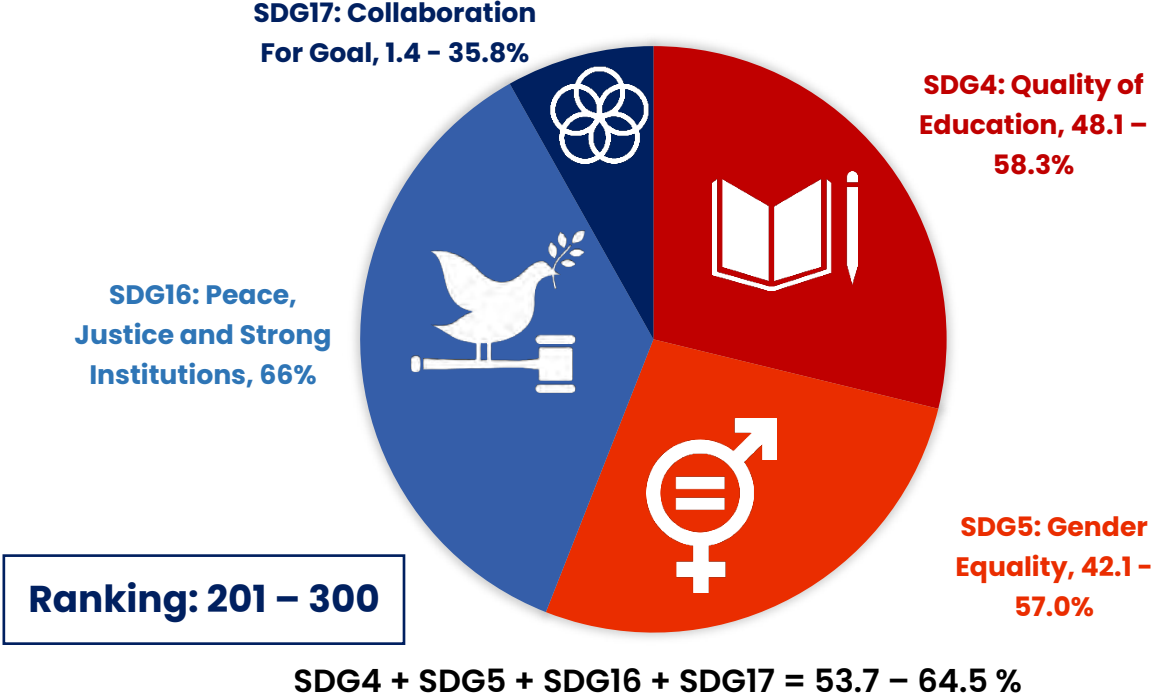 SDG17: Collaboration
For Goal, 1.4 - 35.8%
SDG4: Quality of
Education, 48.1 –
58.3%
SDG16: Peace,
Justice and Strong
Institutions, 66%
SDG5: Gender
Equality, 42.1 -
57.0%
Ranking: 201 – 300
SDG4 + SDG5 + SDG16 + SDG17 = 53.7 – 64.5 %